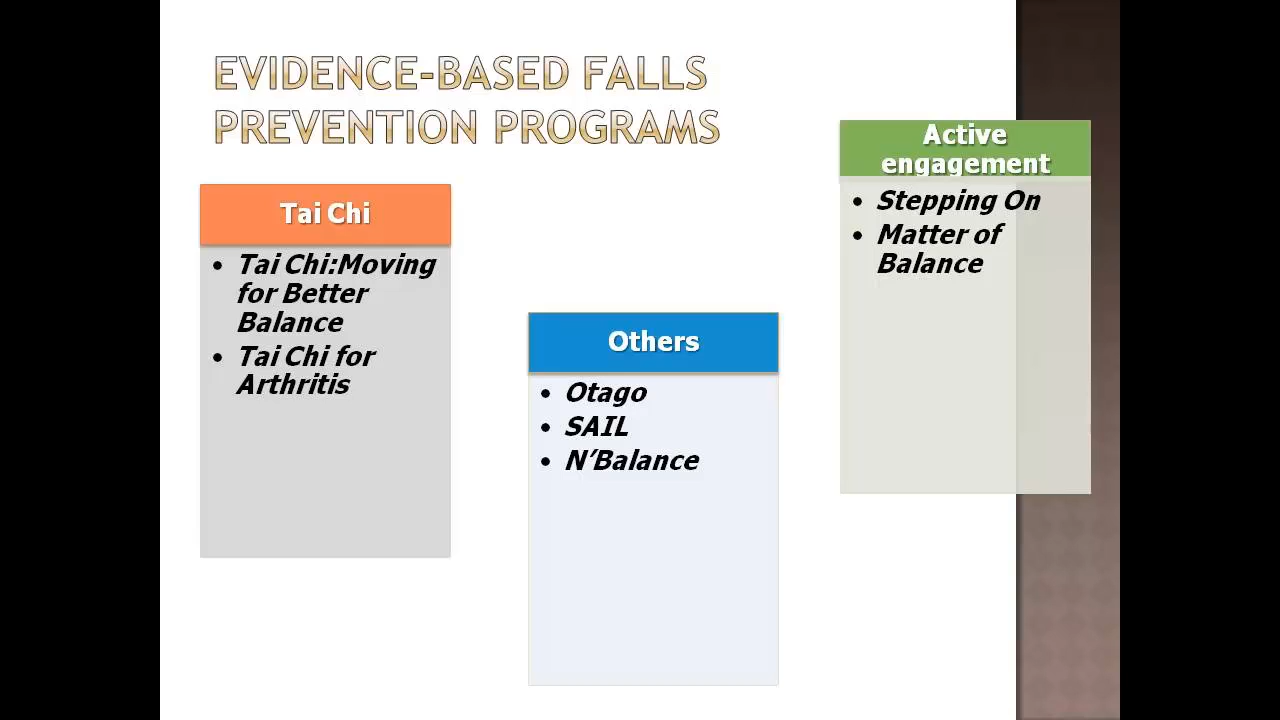 EVIDENCE-BASED FALLS
PREVENTION PROGRAMS
Tai Chi
• Tai Chi:Moving
for Better
Balance
• Tai Chi for
Arthritis
Others
• Otago
• SAIL
• N’Balance
Active
engagement
• Stepping On
• Matter of
Balance